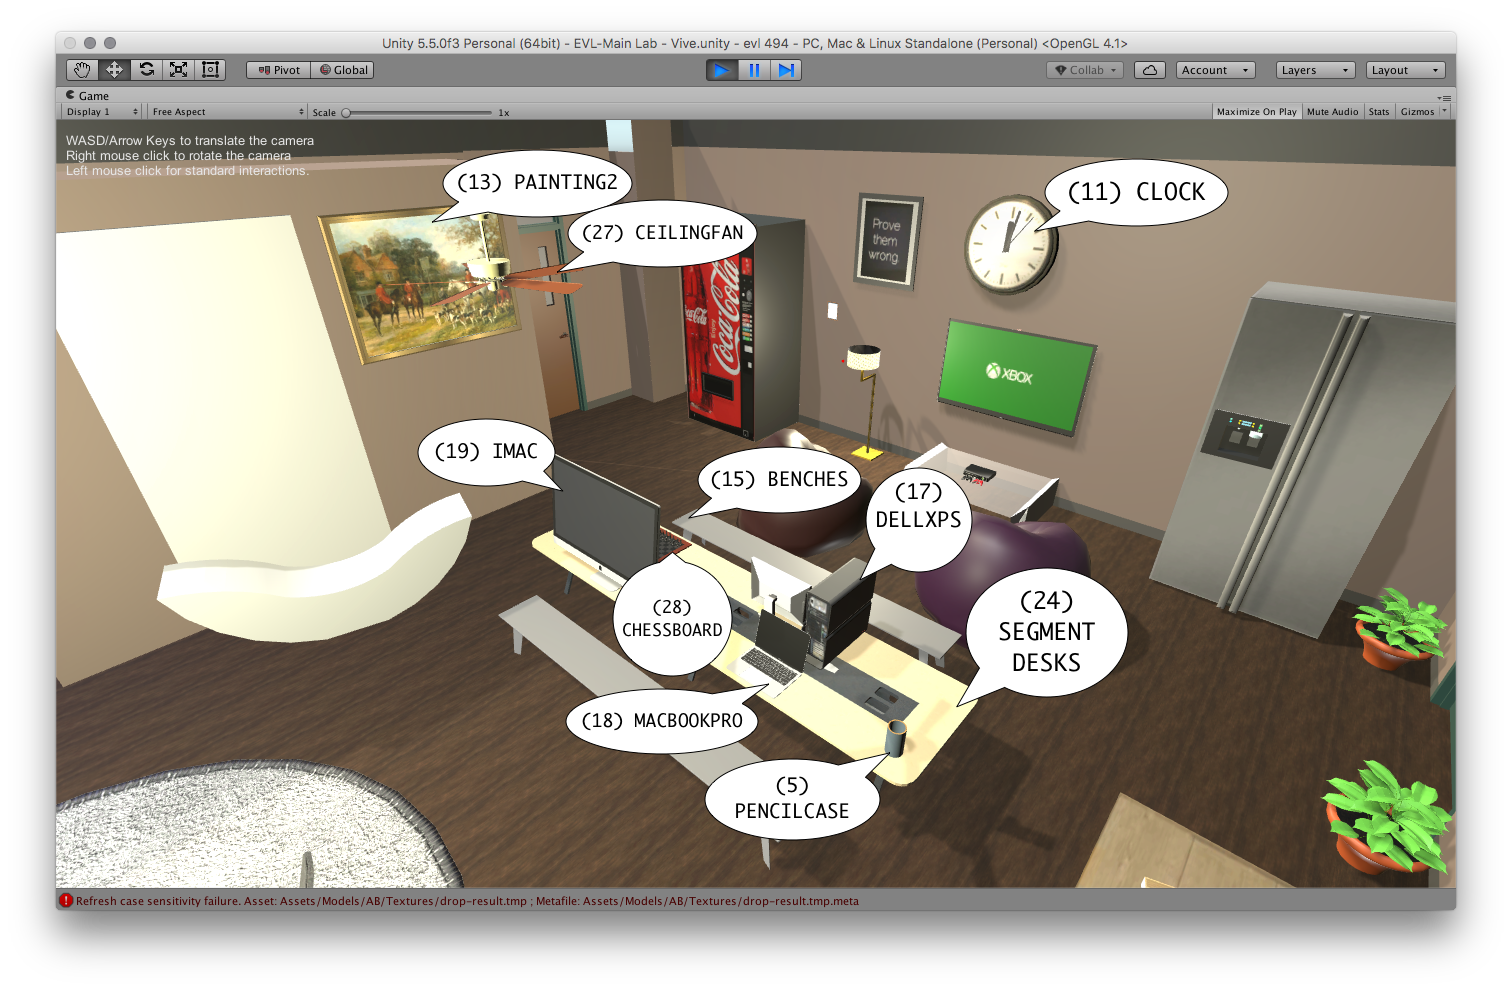 Unity 5.5.0f3 Personal (64bit) - EVL-Main Lab - Vive.unity - evl 494 - PC, Mac & Linux Standalone (Personal) <OpenGL 4.1>
Pivot Global Collab Account Layers Layout
Game
Display 1 Free Aspect Scale 1x Maximize On Play Mute Audio Stats Gizmos
WASD/Arrow Keys to translate the camera
Right mouse click to rotate the camera
Left mouse click for standard interactions.
(13) PAINTING2
(11) CLOCK
(27) CEILINGFAN
Prove
them
wrong.
Enjoy
Coca-Cola
Coca-Cola
XBOX
(19) IMAC
(15) BENCHES
(17)
DELLXPS
(28)
CHESSBOARD
(24)
SEGMENT
DESKS
(18) MACBOOKPRO
(5)
PENCILCASE
Refresh case sensitivity failure. Asset: Assets/Models/AB/Textures/drop-result.tmp ; Metafile: Assets/Models/AB/Textures/drop-result.tmp.meta